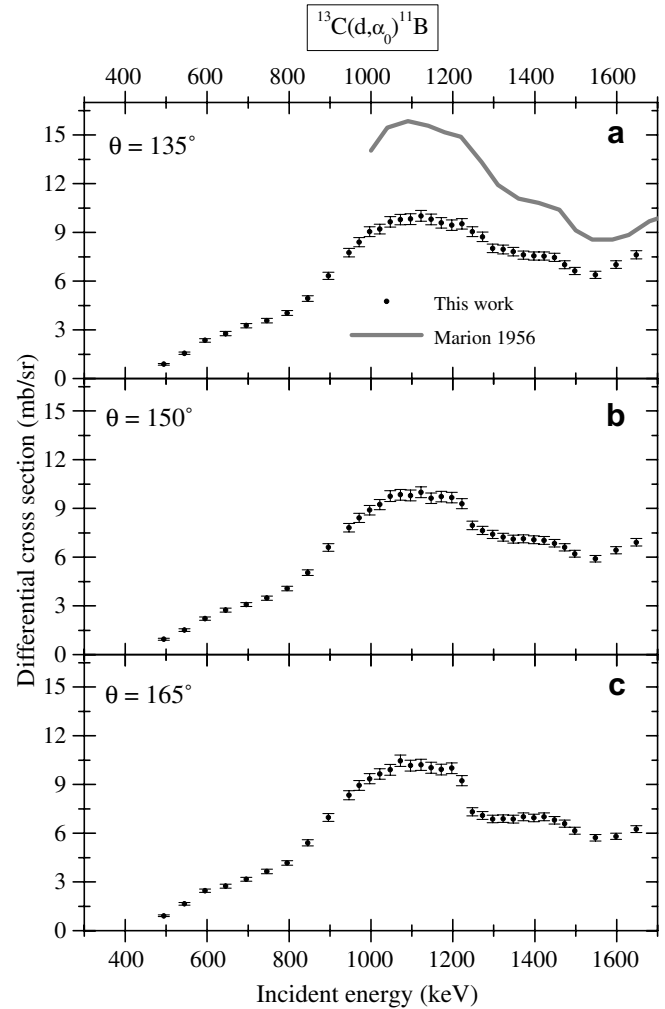 ¹³C(d,α₀)¹¹B
400 600 800 1000 1200 1400 1600
15
12
9
6
3
0
θ = 135°
a
This work
Marion 1956
15
12
9
6
3
0
θ = 150°
b
Differential cross section (mb/sr)
15
12
9
6
3
0
θ = 165°
c
400 600 800 1000 1200 1400 1600
Incident energy (keV)